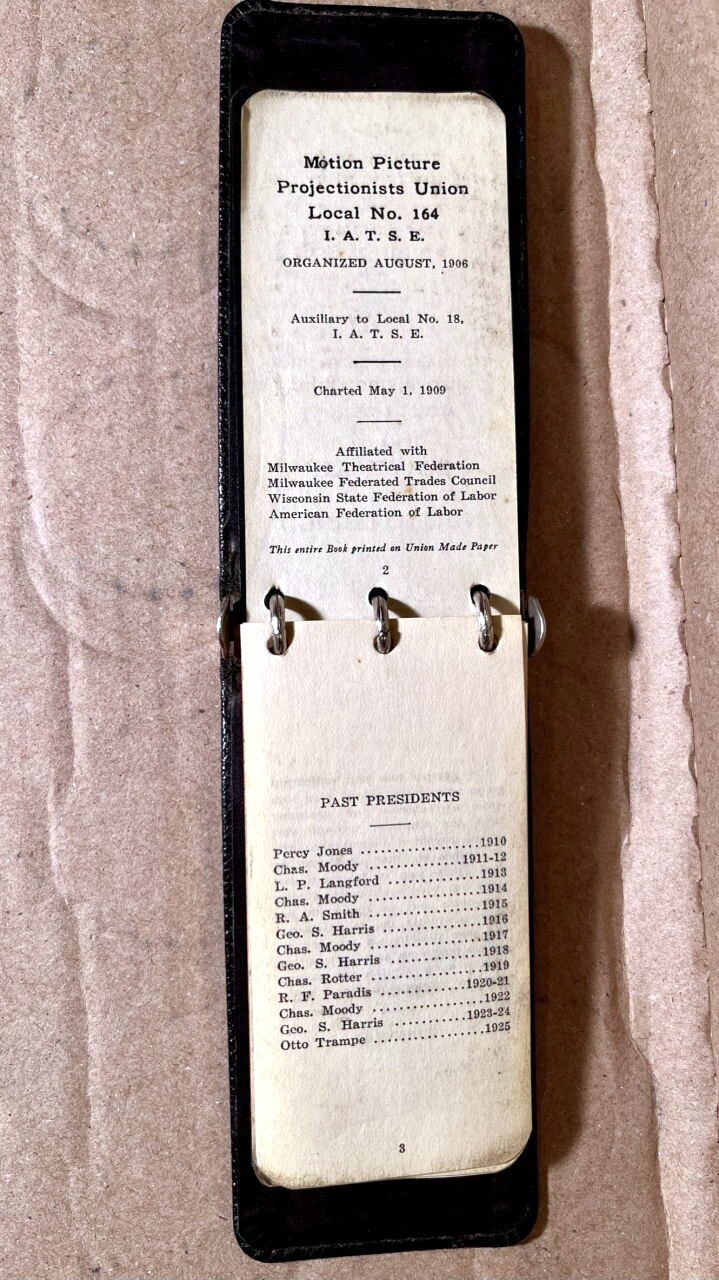 Motion Picture
Projectionists Union
Local No. 164
I. A. T. S. E.
ORGANIZED AUGUST, 1906
Auxiliary to Local No. 18,
I. A. T. S. E.
Charted May 1, 1909
Affiliated with
Milwaukee Theatrical Federation
Milwaukee Federated Trades Council
Wisconsin State Federation of Labor
American Federation of Labor
This entire Book printed on Union Made Paper
2
PAST PRESIDENTS
Percy Jones ..................1910
Chas. Moody ..............1911-12
L. P. Langford ..............1913
Chas. Moody .................1914
R. A. Smith .................1915
Geo. S. Harris ................1916
Chas. Moody ..................1917
Geo. S. Harris ...............1918
Chas. Rotter .................1919
R. F. Paradis .............1920-21
Chas. Moody .................1922
Geo. S. Harris ...........1923-24
Otto Trampe .................1925
3